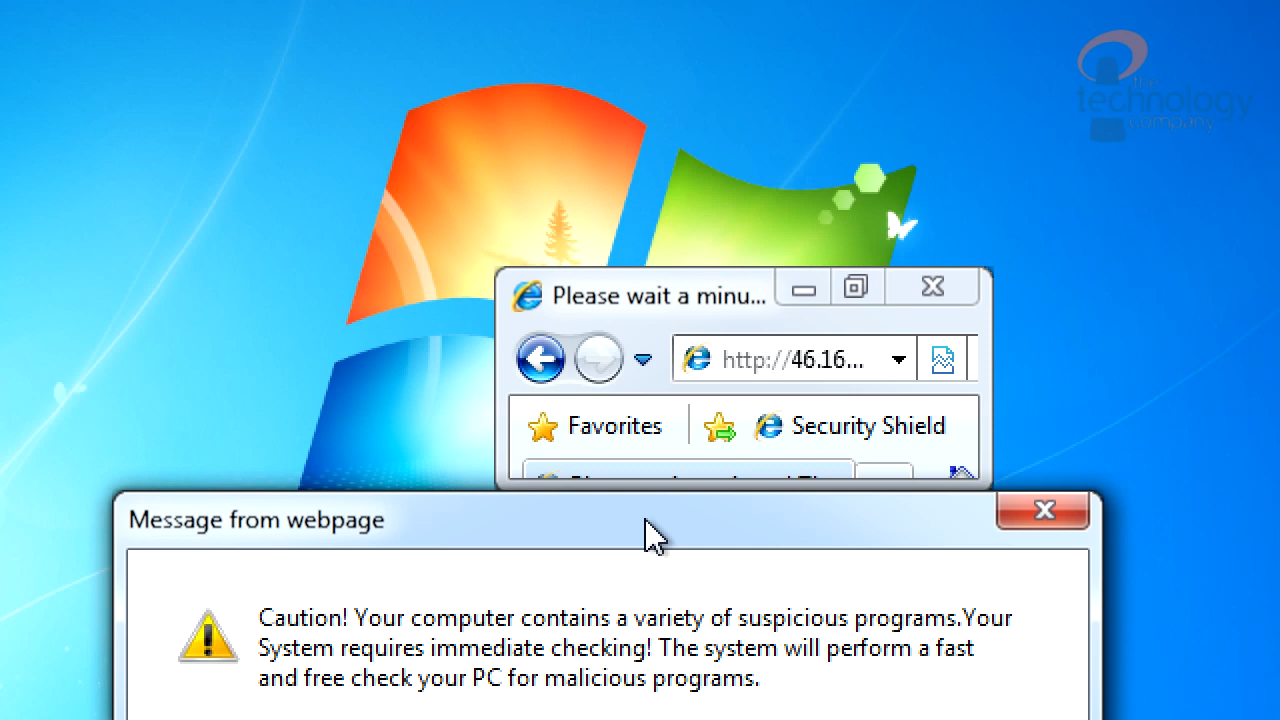 the
technology
company
Please wait a minu...
http://46.16...
Favorites
Security Shield
Message from webpage
Caution! Your computer contains a variety of suspicious programs.Your
System requires immediate checking! The system will perform a fast
and free check your PC for malicious programs.